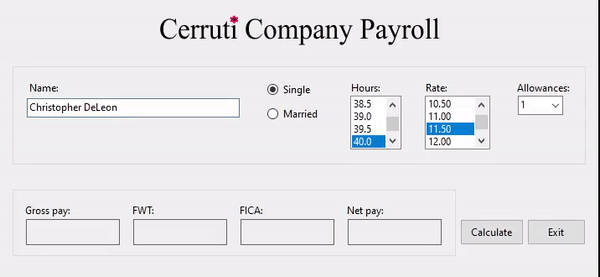 Cerruti Company Payroll
Name:
Christopher DeLeon
Single
Married
Hours:
38.5
39.0
39.5
40.0
Rate:
10.50
11.00
11.50
12.00
Allowances:
1
Gross pay:
FWT:
FICA:
Net pay:
Calculate
Exit